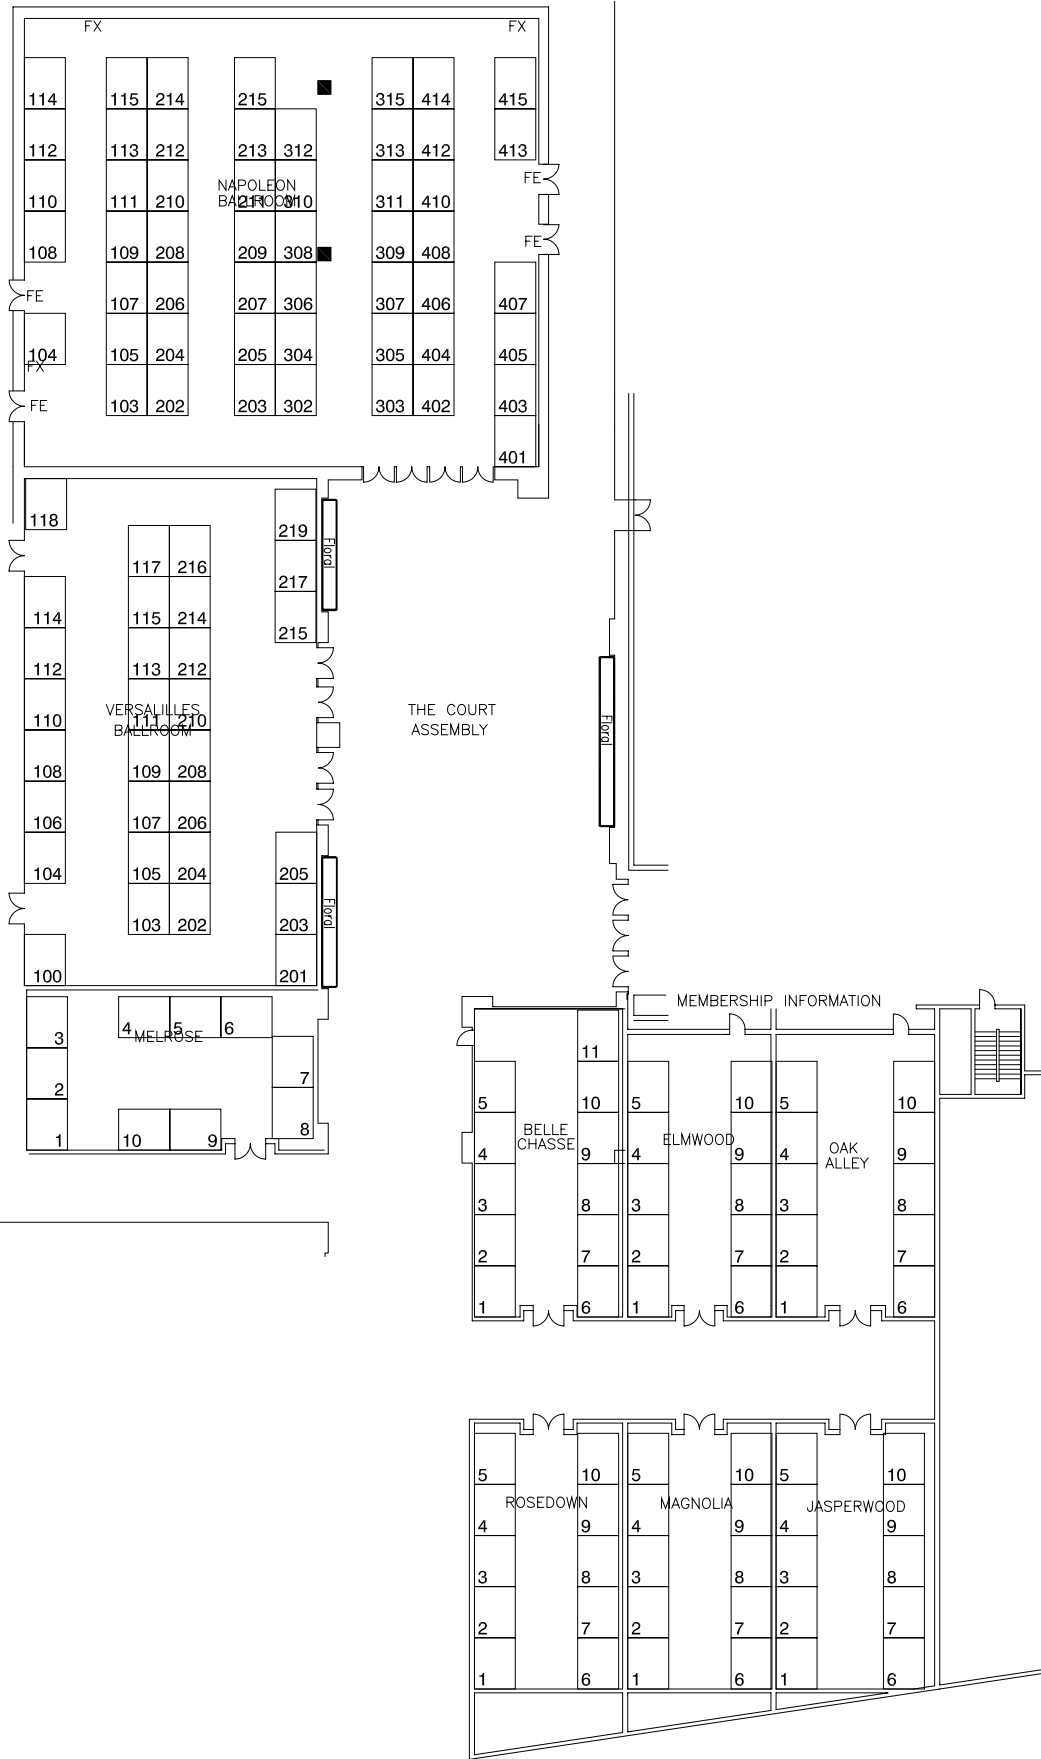 FX FX
114 115 214 215 315 414 415
112 113 212 213 312 313 412 413
NAPOLEON
BALLROOM
FE
110 111 210 211 310 311 410
FE
108 109 208 209 308 309 408
FE
107 206 207 306 307 406 407
104 105 204 205 304 305 404 405
FX
FE
103 202 203 302 303 402 403
401
118 219
Floral
117 216 217
114 115 214 215
112 113 212
VERSALILLES
BALLROOM
THE COURT
ASSEMBLY
Floral
110 111 210
108 109 208
106 107 206
104 105 204 205
Floral
103 202 203
100 201
MEMBERSHIP INFORMATION
3 4 5 6
MELROSE
7
2
1 10 9 8
11
5 10 5 10 5 10
BELLE
CHASSE
ELMWOOD
OAK
ALLEY
4 9 4 9 4 9
3 8 3 8 3 8
2 7 2 7 2 7
1 6 1 6 1 6
5 10 5 10 5 10
ROSEDOWN MAGNOLIA JASPERWOOD
4 9 4 9 4 9
3 8 3 8 3 8
2 7 2 7 2 7
1 6 1 6 1 6